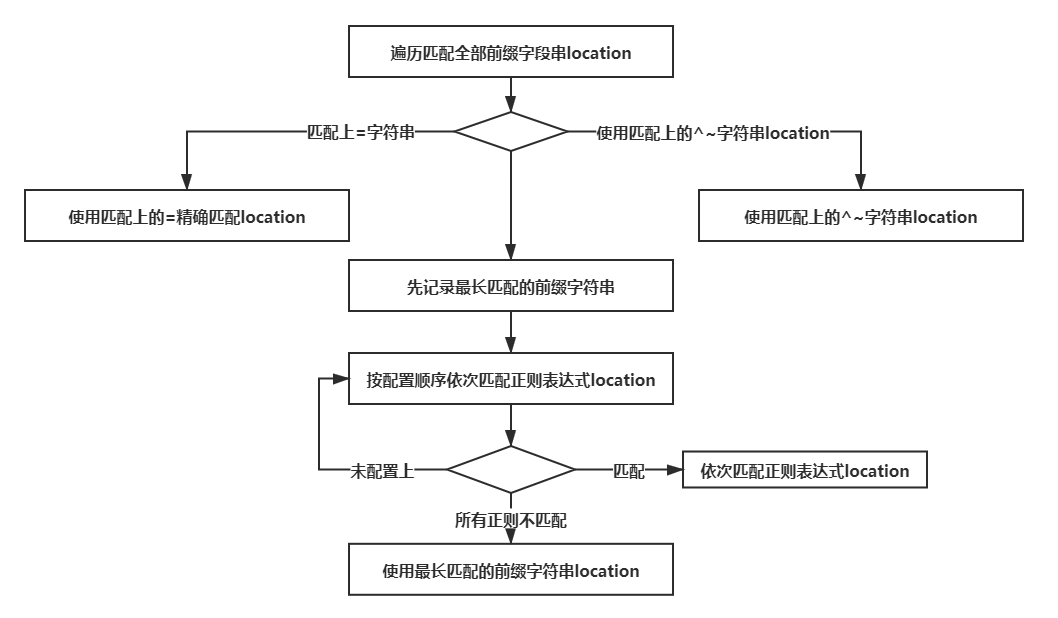 遍历匹配全部前缀字段串location
匹配上=字符串
使用匹配上的^~字符串location
使用匹配上的=精确匹配location
使用匹配上的^~字符串location
先记录最长匹配的前缀字符串
按配置顺序依次匹配正则表达式location
未配置上
匹配
依次匹配正则表达式location
所有正则不匹配
使用最长匹配的前缀字符串location